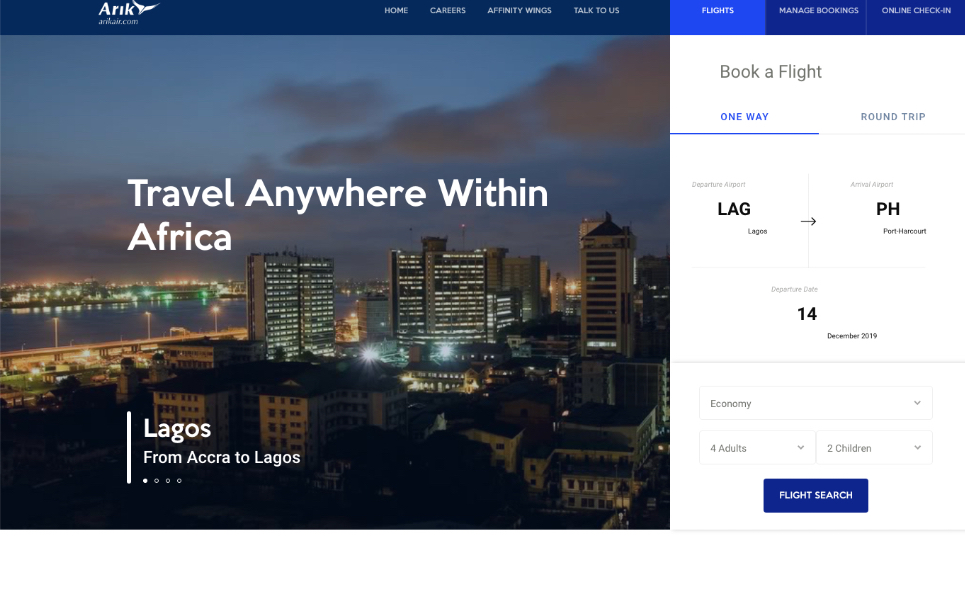 Arik
arikair.com
HOME CAREERS AFFINITY WINGS TALK TO US
FLIGHTS MANAGE BOOKINGS ONLINE CHECK-IN
Travel Anywhere Within
Africa
Lagos
From Accra to Lagos
Book a Flight
ONE WAY ROUND TRIP
Departure Airport
LAG
Lagos
Arrival Airport
PH
Port-Harcourt
Departure Date
14
December 2019
Economy
4 Adults 2 Children
FLIGHT SEARCH